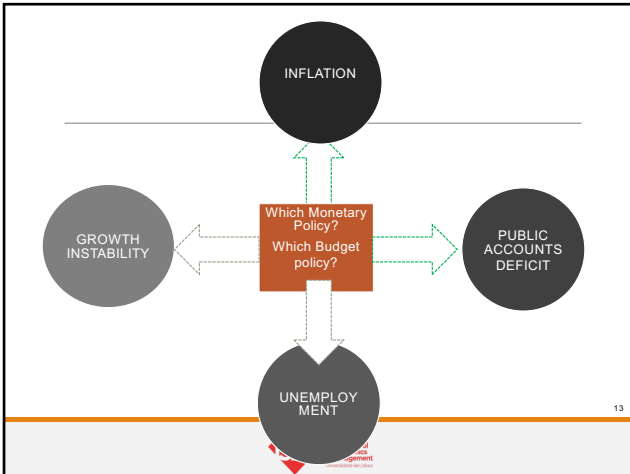 INFLATION
Which Monetary
Policy?
Which Budget
policy?
GROWTH
INSTABILITY
PUBLIC
ACCOUNTS
DEFICIT
UNEMPLOY
MENT
13